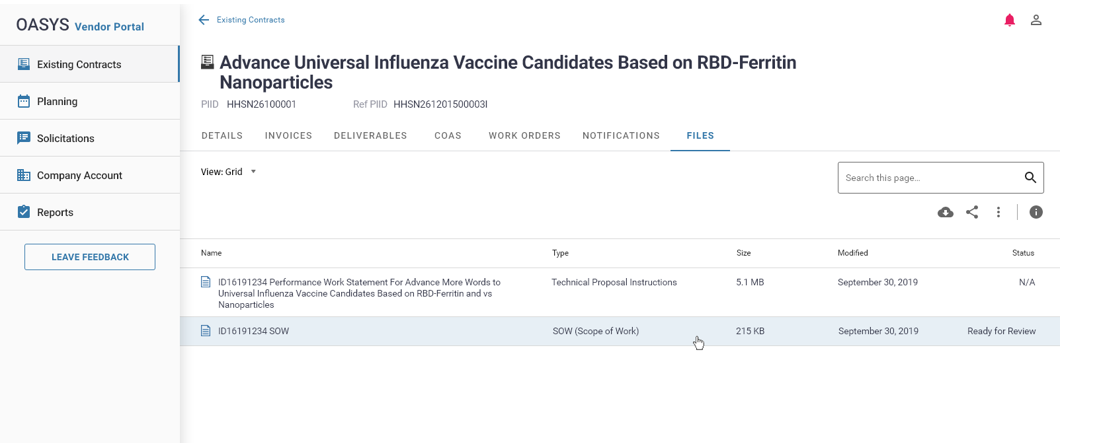 OASYS Vendor Portal
Existing Contracts
Planning
Solicitations
Company Account
Reports
LEAVE FEEDBACK
Existing Contracts
Advance Universal Influenza Vaccine Candidates Based on RBD-Ferritin
Nanoparticles
PIID HHSN26100001 Ref PIID HHSN261201500003I
DETAILS INVOICES DELIVERABLES COAS WORK ORDERS NOTIFICATIONS FILES
View: Grid
Search this page...
Name Type Size Modified Status
ID16191234 Performance Work Statement For Advance More Words to Technical Proposal Instructions 5.1 MB September 30, 2019 N/A
Universal Influenza Vaccine Candidates Based on RBD-Ferritin and vs
Nanoparticles
ID16191234 SOW SOW (Scope of Work) 215 KB September 30, 2019 Ready for Review